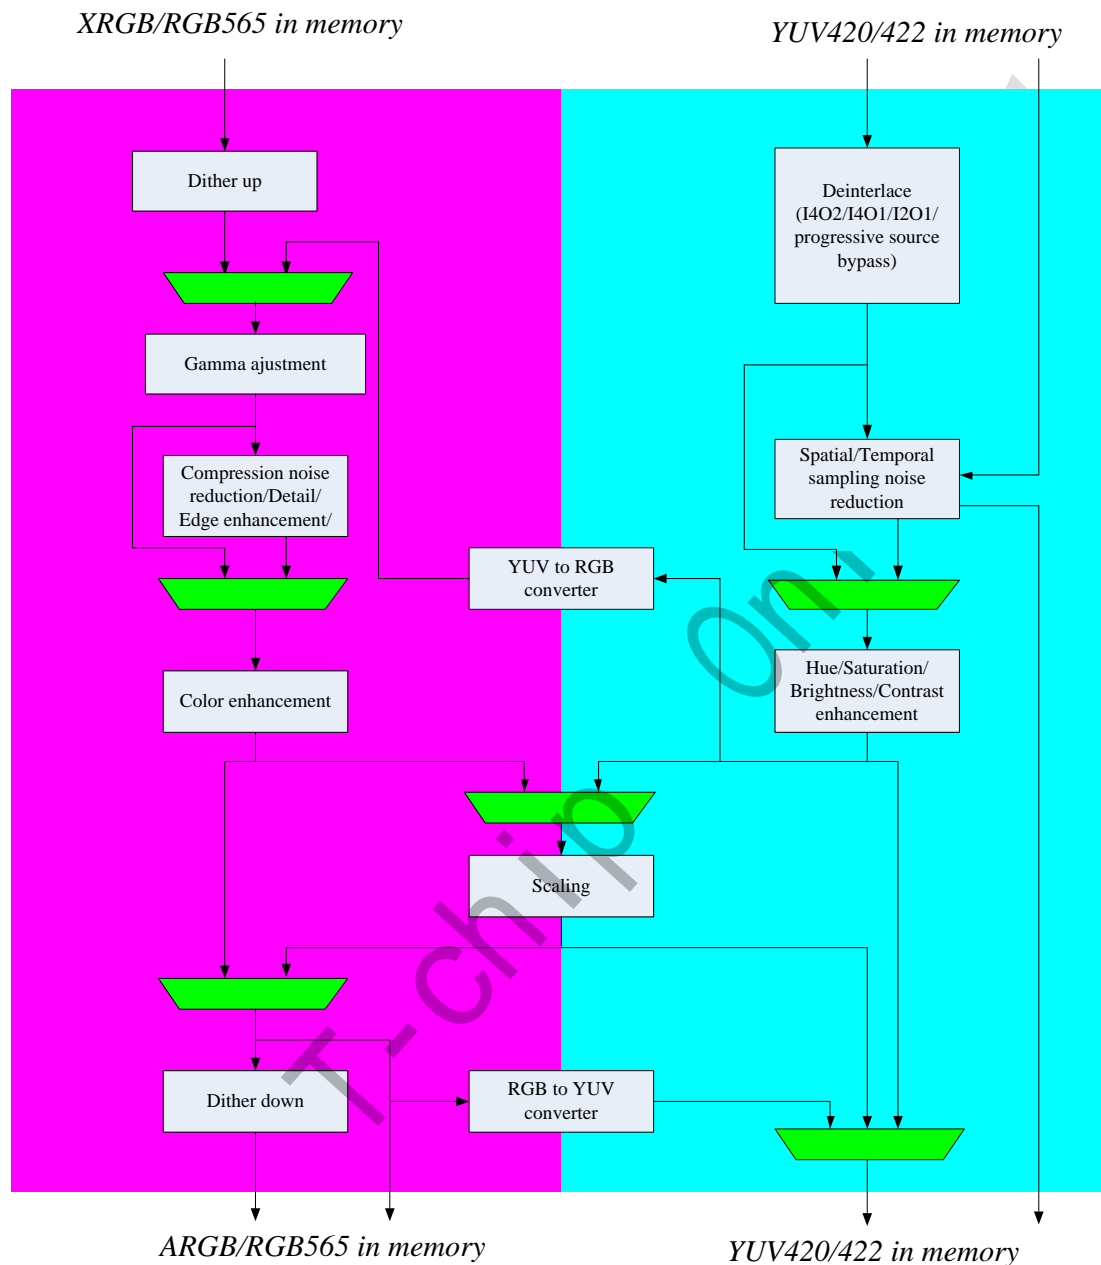 XRGB/RGB565 in memory
YUV420/422 in memory
Dither up
Deinterlace
(I4O2/I4O1/I2O1/
progressive source
bypass)
Gamma ajustment
Compression noise
reduction/Detail/
Edge enhancement/
Spatial/Temporal
sampling noise
reduction
YUV to RGB
converter
Color enhancement
Hue/Saturation/
Brightness/Contrast
enhancement
Scaling
Dither down
RGB to YUV
converter
ARGB/RGB565 in memory
YUV420/422 in memory
T-chip on